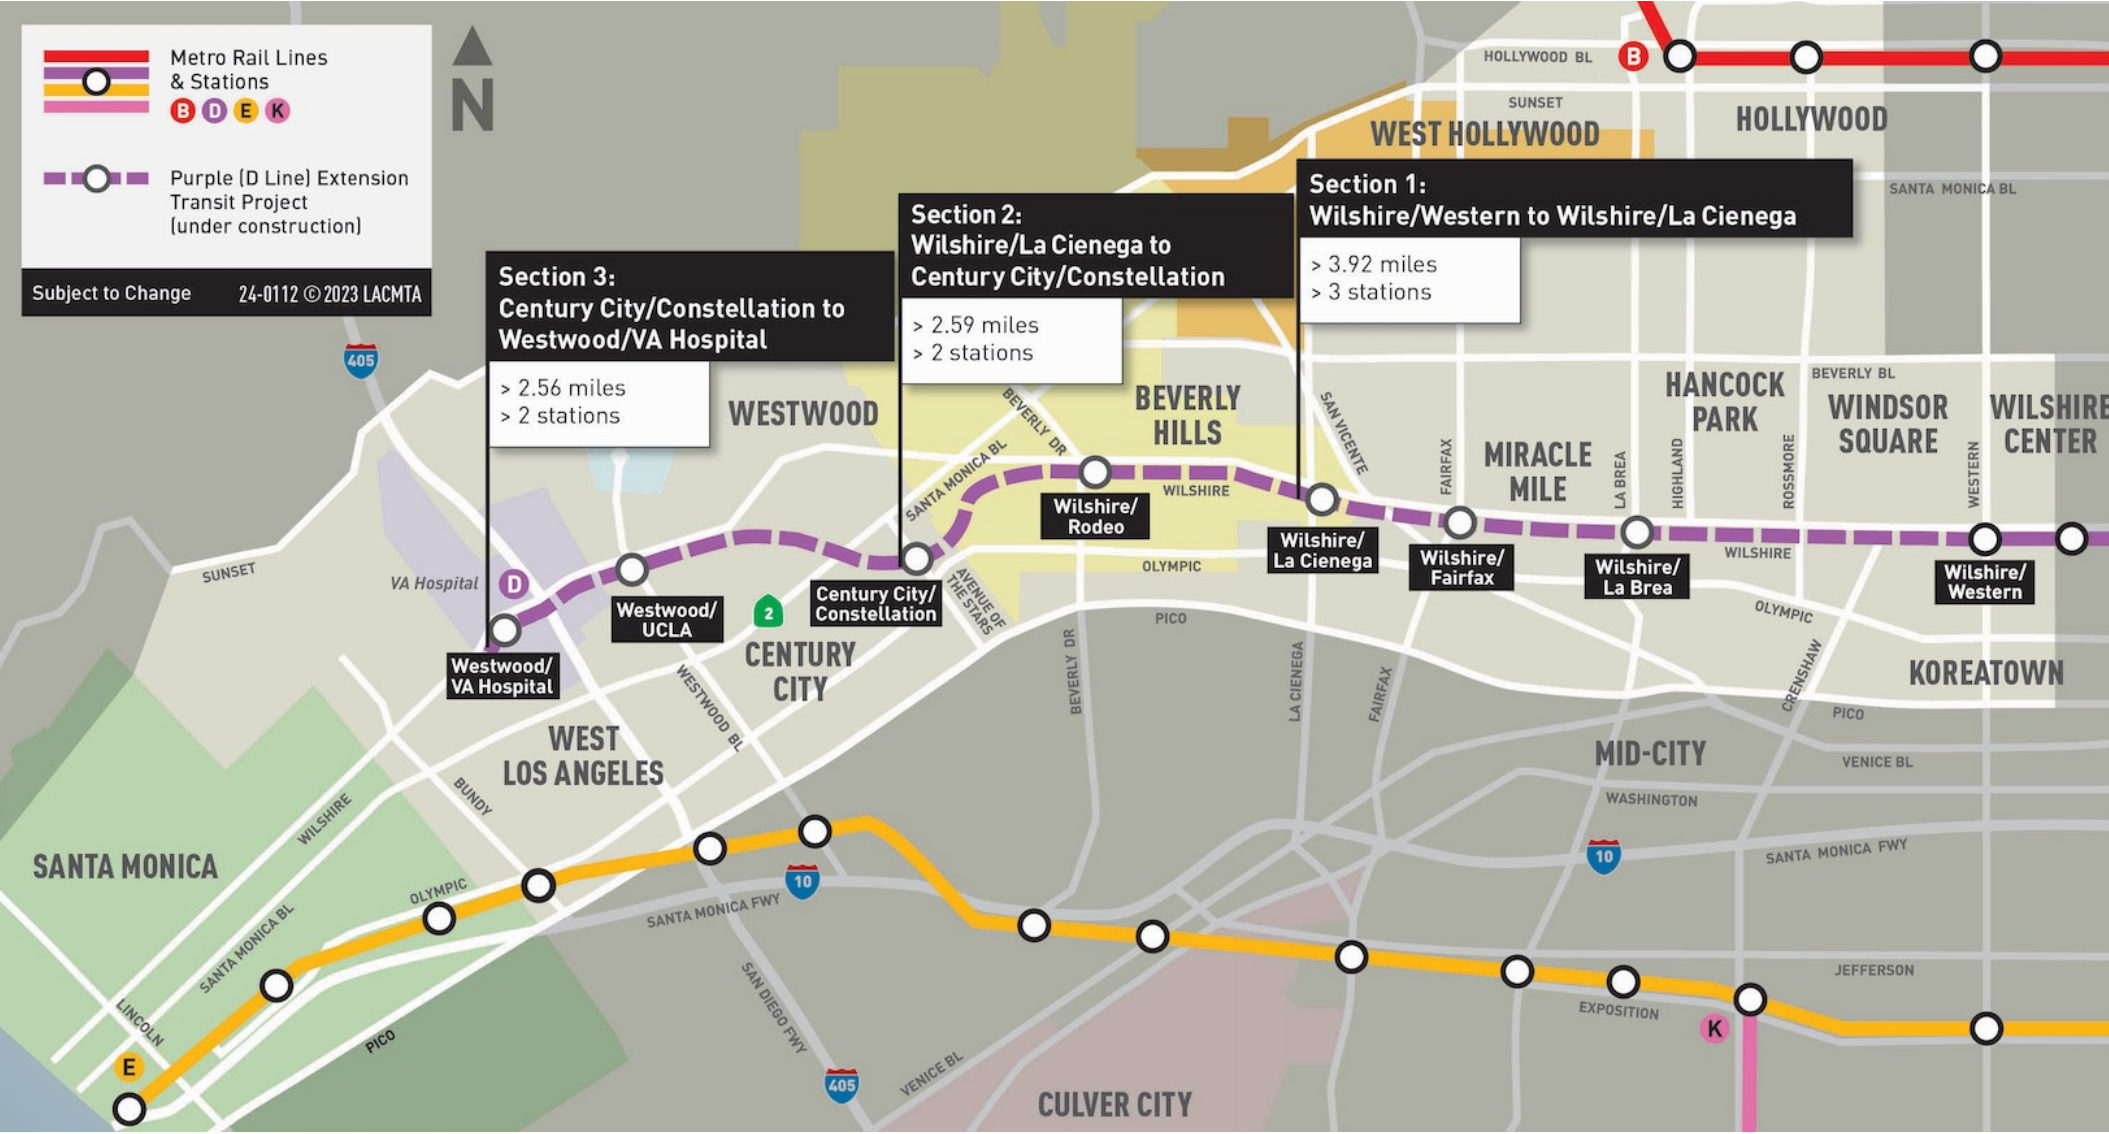 Metro Rail Lines
& Stations
B D E K
Purple (D Line) Extension
Transit Project
(under construction)
Subject to Change 24-0112 ©2023 LACMTA
N
405
HOLLYWOOD BL
B
SUNSET
WEST HOLLYWOOD
HOLLYWOOD
SANTA MONICA BL
Section 1:
Wilshire/Western to Wilshire/La Cienega
> 3.92 miles
> 3 stations
Section 2:
Wilshire/La Cienega to
Century City/Constellation
> 2.59 miles
> 2 stations
Section 3:
Century City/Constellation to
Westwood/VA Hospital
> 2.56 miles
> 2 stations
WESTWOOD
BEVERLY DR
BEVERLY
HILLS
SAN VICENTE
BEVERLY BL
HANCOCK
PARK
WINDSOR
SQUARE
WILSHIRE
CENTER
MIRACLE
MILE
FAIRFAX
LA BREA
HIGHLAND
ROSSMORE
WESTERN
SANTA MONICA BL
WILSHIRE
Wilshire/
Rodeo
Wilshire/
La Cienega
Wilshire/
Fairfax
Wilshire/
La Brea
WILSHIRE
Wilshire/
Western
OLYMPIC
SUNSET
VA Hospital
D
Westwood/
UCLA
2
Century City/
Constellation
AVENUE OF
THE STARS
PICO
OLYMPIC
Westwood/
VA Hospital
CENTURY
CITY
WESTWOOD BL
BEVERLY DR
LA CIENEGA
FAIRFAX
CRENSHAW
KOREATOWN
PICO
WEST
LOS ANGELES
MID-CITY
VENICE BL
WASHINGTON
BUNDY
WILSHIRE
SANTA MONICA
OLYMPIC
10
10
SANTA MONICA FWY
SANTA MONICA FWY
SANTA MONICA BL
SAN DIEGO FWY
JEFFERSON
EXPOSITION
LINCOLN
PICO
K
E
405
VENICE BL
CULVER CITY